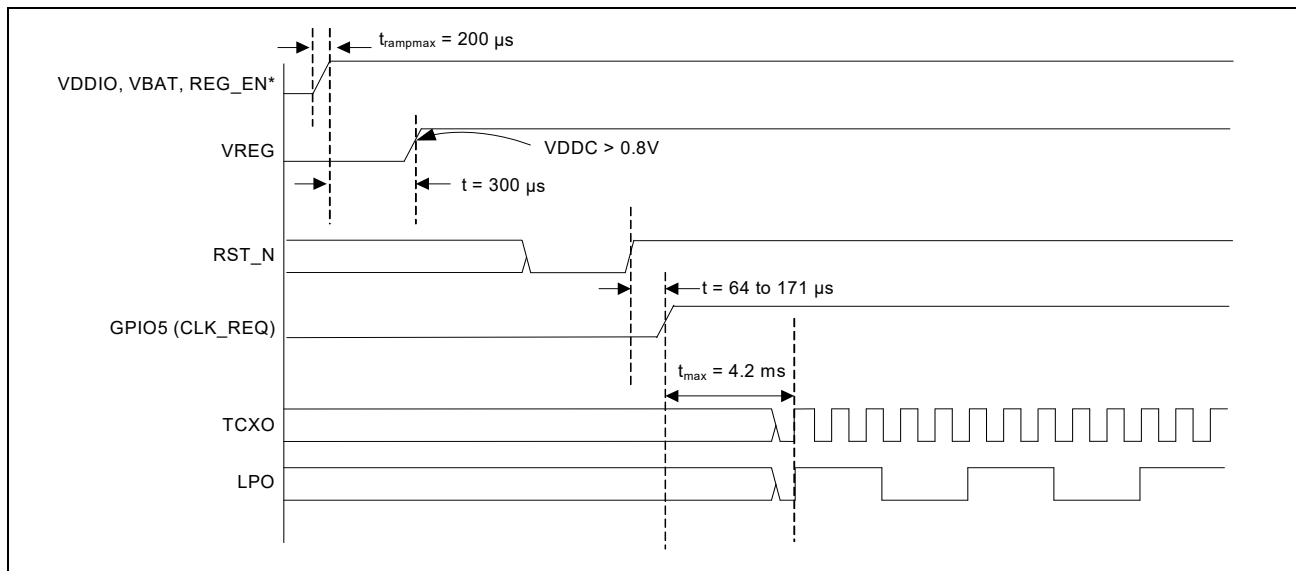 t_rampmax = 200 µs
VDDIO, VBAT, REG_EN*
VREG
VDDC > 0.8V
t = 300 µs
RST_N
t = 64 to 171 µs
GPIO5 (CLK_REQ)
t_max = 4.2 ms
TCXO
LPO